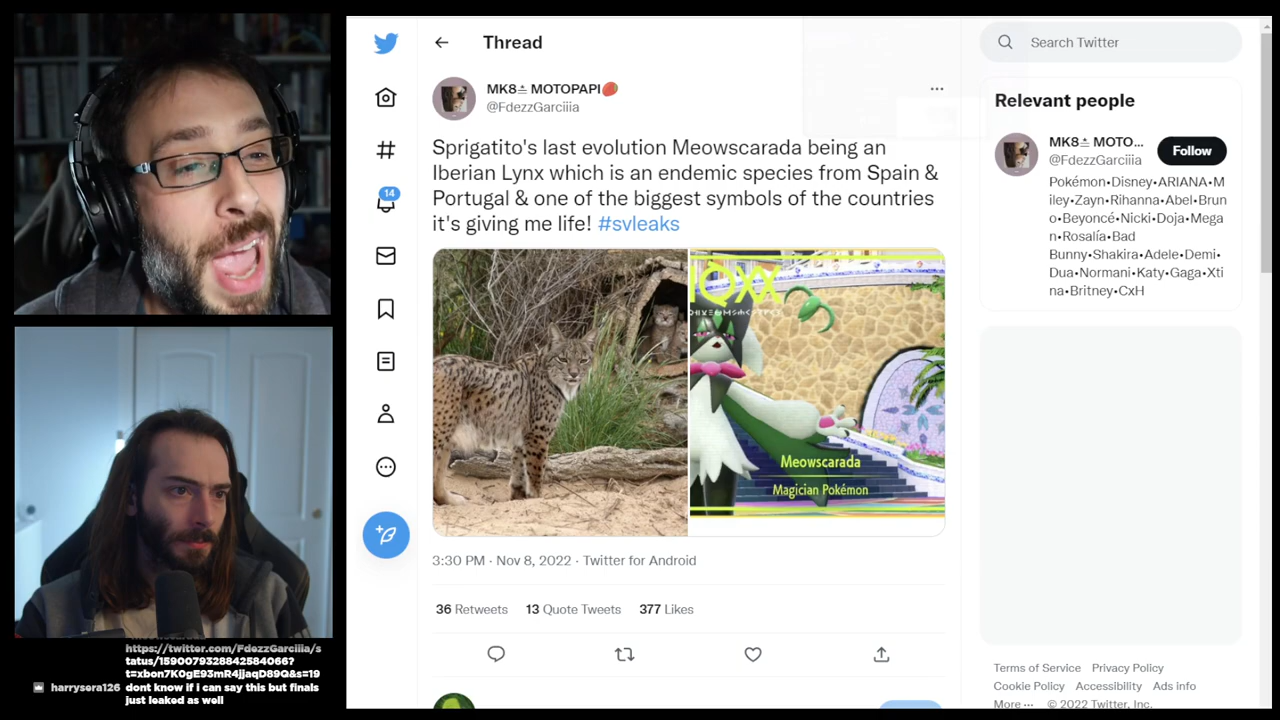 Thread
Search Twitter
MK8 MOTOPAPI
@FdezzGarciiia
Sprigatito's last evolution Meowscarada being an
Iberian Lynx which is an endemic species from Spain &
Portugal & one of the biggest symbols of the countries
it's giving me life! #svleaks
14
Meowscarada
Magician Pokémon
3:30 PM · Nov 8, 2022 · Twitter for Android
36 Retweets 13 Quote Tweets 377 Likes
Relevant people
MK8 MOTO...
@FdezzGarciiia
Follow
Pokémon•Disney•ARIANA•M
iley•Zayn•Rihanna•Abel•Brun
o•Beyoncé•Nicki•Doja•Mega
n•Rosalía•Bad
Bunny•Shakira•Adele•Demi•
Dua•Normani•Katy•Gaga•Xti
na•Britney•CxH
Terms of Service Privacy Policy
Cookie Policy Accessibility Ads info
More ··· © 2022 Twitter, Inc.
https://twitter.com/FdezzGarciiia/s
tatus/1590079328842584066?
t=xbon7K0gE93mR4jjaqD89Q&s=19
harrysera126 dont know if i can say this but finals
just leaked as well